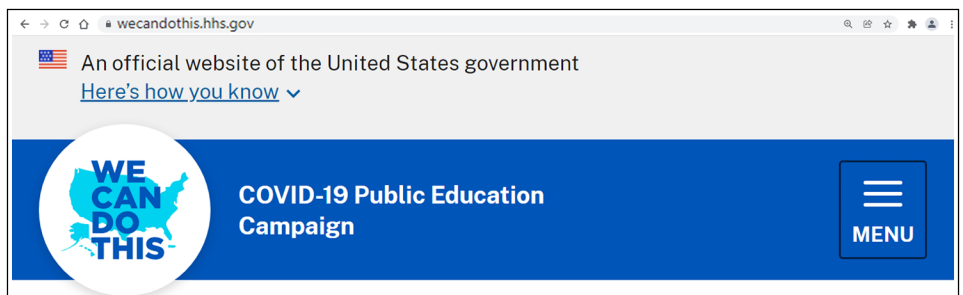 wecandothis.hhs.gov
An official website of the United States government
Here's how you know
WE
CAN
DO
THIS
COVID-19 Public Education
Campaign
MENU